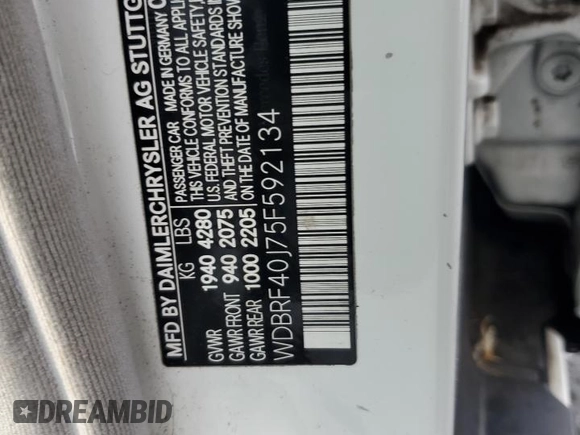 MFD BY DAIMLERCHRYSLER AG STUTTG
KG LBS
GVWR 1940 4280
GAWR FRONT 940 2075
GAWR REAR 1000 2205
PASSENGER CAR MADE IN GERMANY
THIS VEHICLE CONFORMS TO ALL APPLI
U.S. FEDERAL MOTOR VEHICLE SAFETY
AND THEFT PREVENTION STANDARDS
ON THE DATE OF MANUFACTURE
WDBRF40J75F592134
DREAMBID